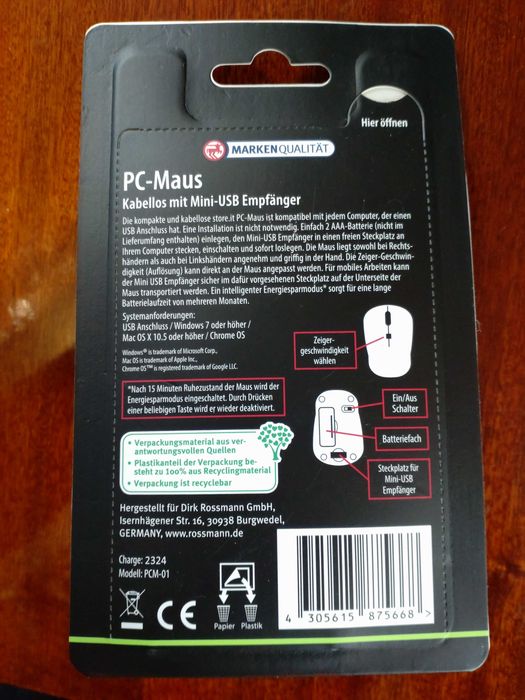 Hier öffnen
MARKENQUALITÄT
PC-Maus
Kabellos mit Mini-USB Empfänger
Die kompakte und kabellose store.it PC-Maus ist kompatibel mit jedem Computer, der einen
USB Anschluss hat. Eine Installation ist nicht notwendig. Einfach 2 AAA-Batterie (nicht im
Lieferumfang enthalten) einlegen, den Mini-USB Empfänger in einen freien Steckplatz an
Ihrem Computer stecken, einschalten und sofort loslegen. Die Maus liegt sowohl bei Rechts-
händern als auch bei Linkshändern angenehm und griffig in der Hand. Die Zeiger-Geschwin-
digkeit (Auflösung) kann direkt an der Maus angepasst werden. Für mobiles Arbeiten kann
der Mini USB Empfänger sicher im dafür vorgesehenen Steckplatz auf der Unterseite der
Maus transportiert werden. Ein intelligenter Energiesparmodus* sorgt für eine lange
Batterielaufzeit von mehreren Monaten.
Systemanforderungen:
USB Anschluss / Windows 7 oder höher /
Mac OS X 10.5 oder höher / Chrome OS
Windows® is trademark of Microsoft Corp.,
Mac OS is trademark of Apple Inc.,
Chrome OS™ is registered trademark of Google LLC.
Zeiger-
geschwindigkeit
wählen
*Nach 15 Minuten Ruhezustand der Maus wird der
Energiesparmodus eingeschaltet. Durch Drücken
einer beliebigen Taste wird er wieder deaktiviert.
Ein/Aus
Schalter
Batteriefach
Steckplatz für
Mini-USB
Empfänger
• Verpackungsmaterial aus ver-
antwortungsvollen Quellen
• Plastikanteil der Verpackung be-
steht zu 100% aus Recyclingmaterial
• Verpackung ist recyclebar
Hergestellt für Dirk Rossmann GmbH,
Isernhägener Str. 16, 30938 Burgwedel,
GERMANY, www.rossmann.de
Charge: 2324
Modell: PCM-01
CE
Papier Plastik
4 305615 875668 >